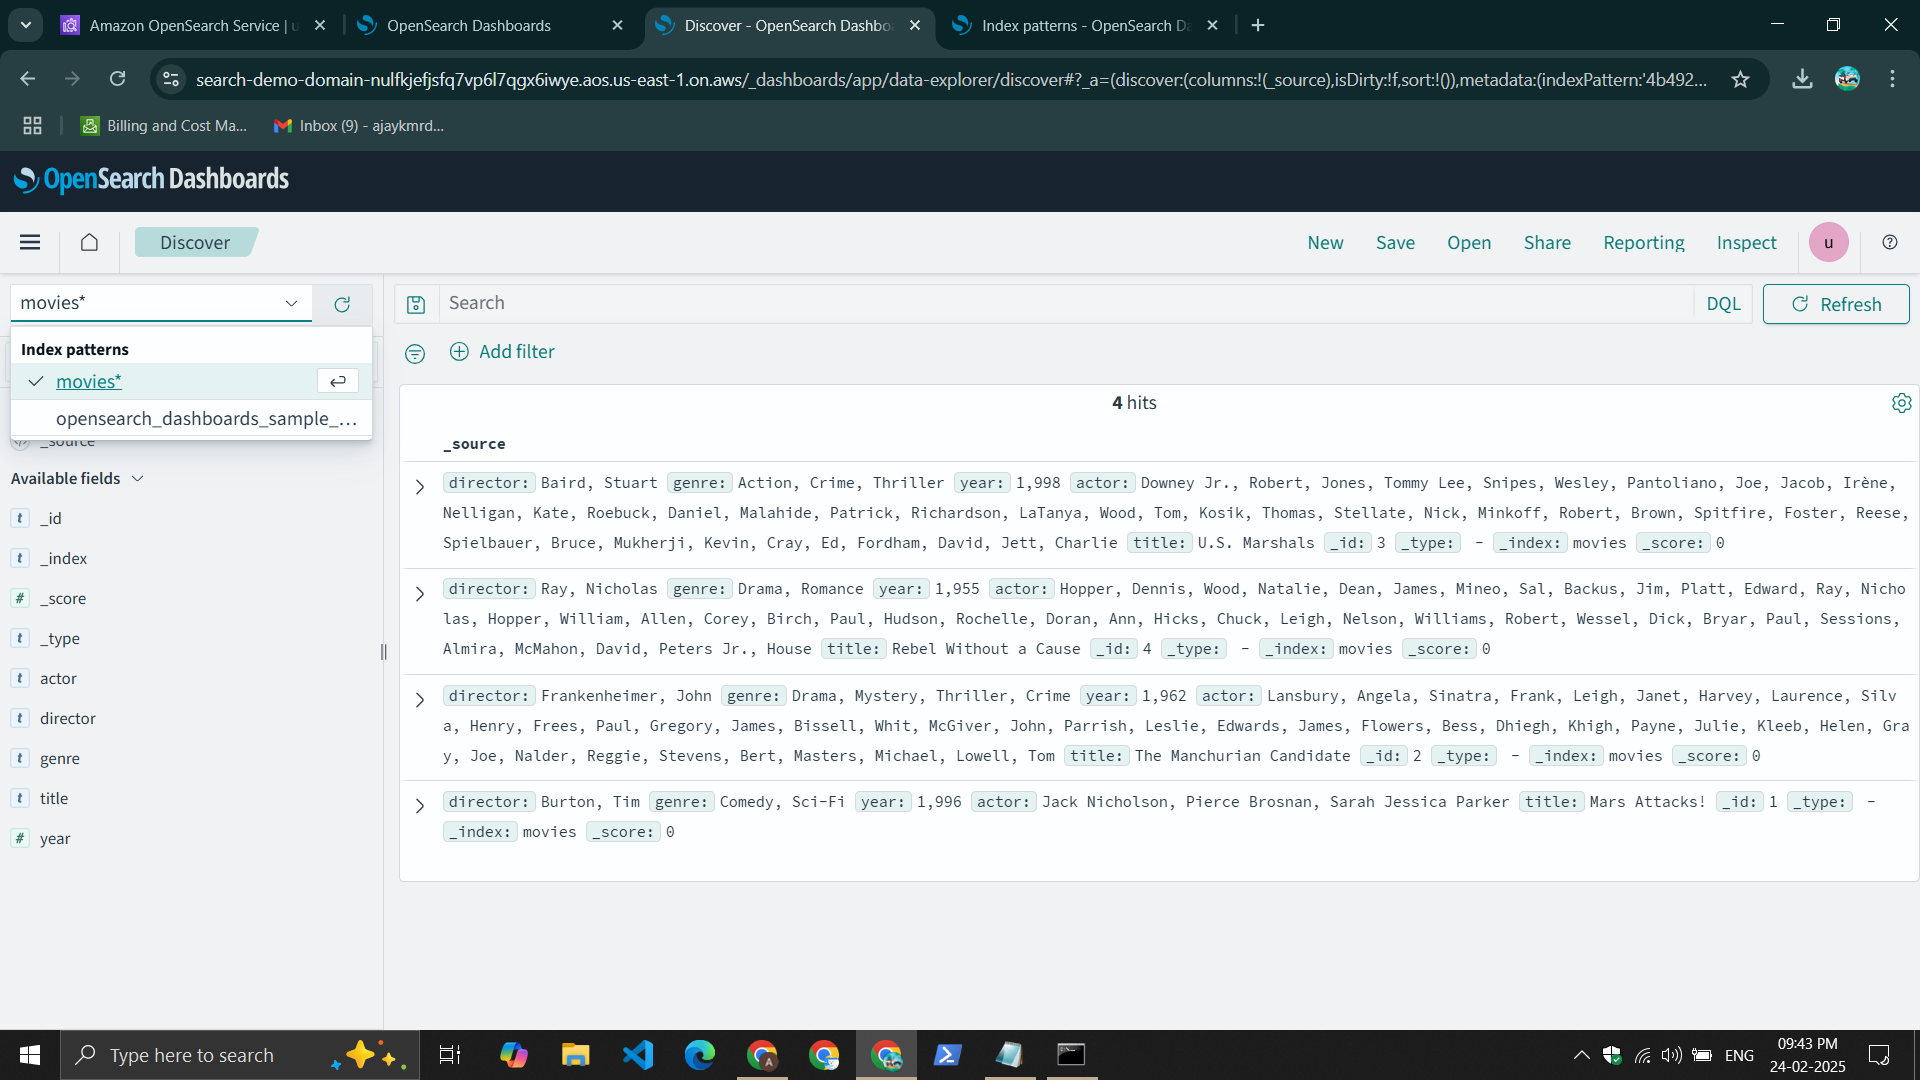 Amazon OpenSearch Service | u
OpenSearch Dashboards
Discover - OpenSearch Dashbo
Index patterns - OpenSearch Da
search-demo-domain-nulfkjefjsfq7vp6l7qgx6iwye.aos.us-east-1.on.aws/_dashboards/app/data-explorer/discover#?_a=(discover:(columns:!(_source),isDirty:!f,sort:!()),metadata:(indexPattern:'4b492...
Billing and Cost Ma...
Inbox (9) - ajaykmrd...
OpenSearch Dashboards
Discover
New Save Open Share Reporting Inspect
u
movies*
Search
DQL
Refresh
Index patterns
movies*
opensearch_dashboards_sample_...
_source
Available fields
t _id
t _index
# _score
t _type
t actor
t director
t genre
t title
# year
Add filter
4 hits
_source
director: Baird, Stuart genre: Action, Crime, Thriller year: 1,998 actor: Downey Jr., Robert, Jones, Tommy Lee, Snipes, Wesley, Pantoliano, Joe, Jacob, Irène,
Nelligan, Kate, Roebuck, Daniel, Malahide, Patrick, Richardson, LaTanya, Wood, Tom, Kosik, Thomas, Stellate, Nick, Minkoff, Robert, Brown, Spitfire, Foster, Reese,
Spielbauer, Bruce, Mukherji, Kevin, Cray, Ed, Fordham, David, Jett, Charlie title: U.S. Marshals _id: 3 _type: - _index: movies _score: 0
director: Ray, Nicholas genre: Drama, Romance year: 1,955 actor: Hopper, Dennis, Wood, Natalie, Dean, James, Mineo, Sal, Backus, Jim, Platt, Edward, Ray, Nicho
las, Hopper, William, Allen, Corey, Birch, Paul, Hudson, Rochelle, Doran, Ann, Hicks, Chuck, Leigh, Nelson, Williams, Robert, Wessel, Dick, Bryar, Paul, Sessions,
Almira, McMahon, David, Peters Jr., House title: Rebel Without a Cause _id: 4 _type: - _index: movies _score: 0
director: Frankenheimer, John genre: Drama, Mystery, Thriller, Crime year: 1,962 actor: Lansbury, Angela, Sinatra, Frank, Leigh, Janet, Harvey, Laurence, Silv
a, Henry, Frees, Paul, Gregory, James, Bissell, Whit, McGiver, John, Parrish, Leslie, Edwards, James, Flowers, Bess, Dhiegh, Khigh, Payne, Julie, Kleeb, Helen, Gra
y, Joe, Nalder, Reggie, Stevens, Bert, Masters, Michael, Lowell, Tom title: The Manchurian Candidate _id: 2 _type: - _index: movies _score: 0
director: Burton, Tim genre: Comedy, Sci-Fi year: 1,996 actor: Jack Nicholson, Pierce Brosnan, Sarah Jessica Parker title: Mars Attacks! _id: 1 _type: -
_index: movies _score: 0
Type here to search
ENG
09:43 PM
24-02-2025